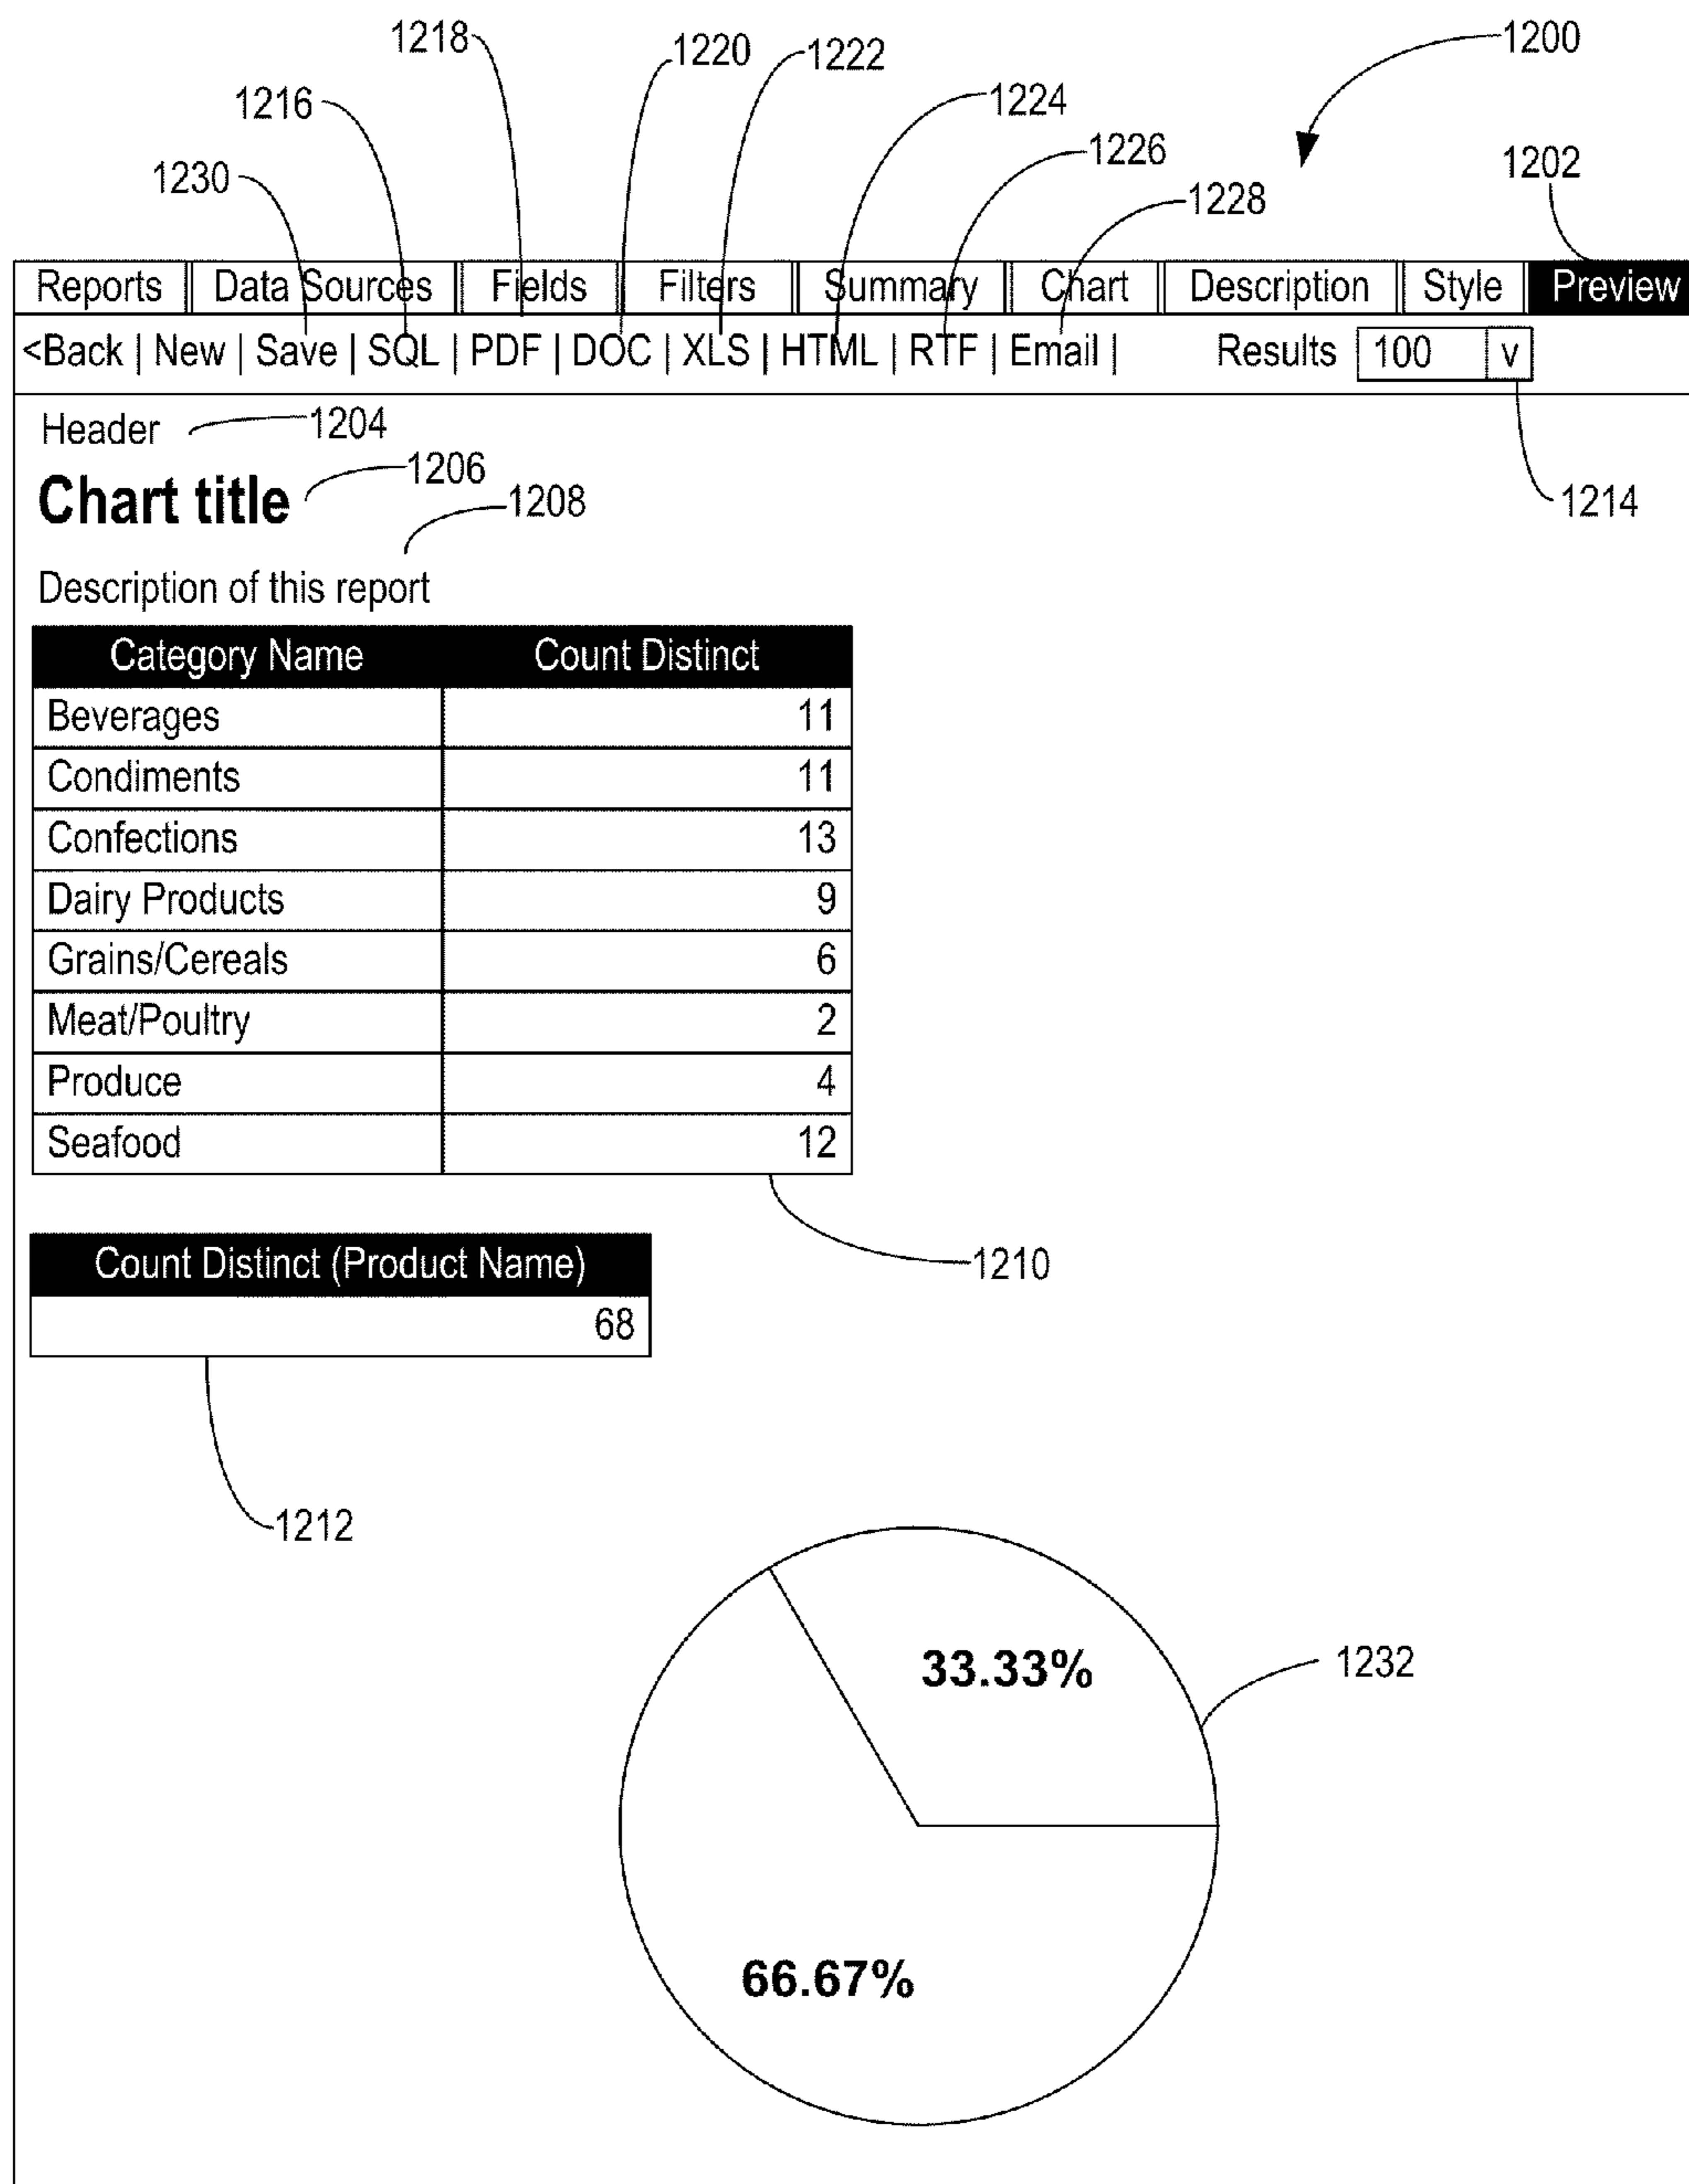 1218
1220
1222
1200
1216
1224
1230
1226
1202
1228
Reports Data Sources Fields Filters Summary Chart Description Style Preview
<Back | New | Save | SQL | PDF | DOC | XLS | HTML | RTF | Email | Results 100 v
Header 1204
Chart title 1206
1208
1214
Description of this report
Category Name Count Distinct
Beverages 11
Condiments 11
Confections 13
Dairy Products 9
Grains/Cereals 6
Meat/Poultry 2
Produce 4
Seafood 12
1210
Count Distinct (Product Name)
68
1212
33.33%
1232
66.67%